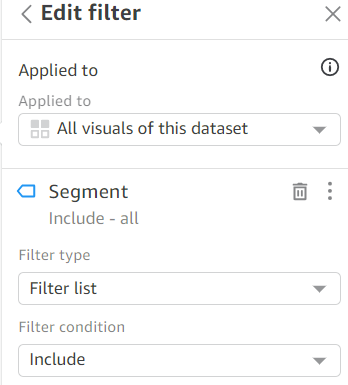 Edit filter
Applied to
Applied to
All visuals of this dataset
Segment
Include - all
Filter type
Filter list
Filter condition
Include